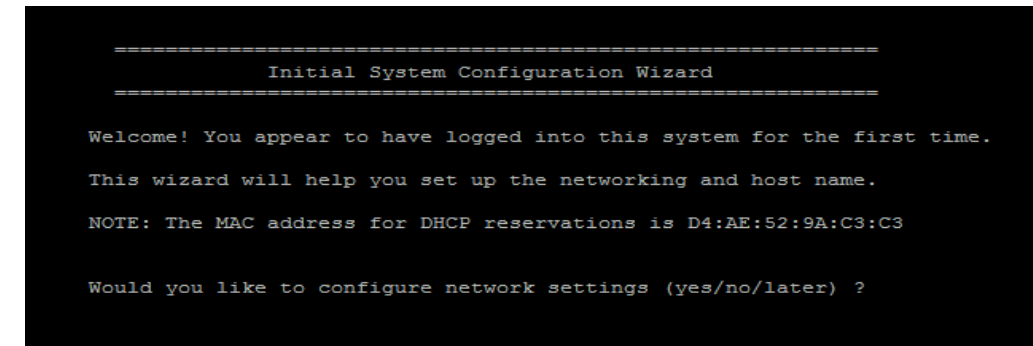 ============================================================
Initial System Configuration Wizard
============================================================
Welcome! You appear to have logged into this system for the first time.
This wizard will help you set up the networking and host name.
NOTE: The MAC address for DHCP reservations is D4:AE:52:9A:C3:C3
Would you like to configure network settings (yes/no/later) ?